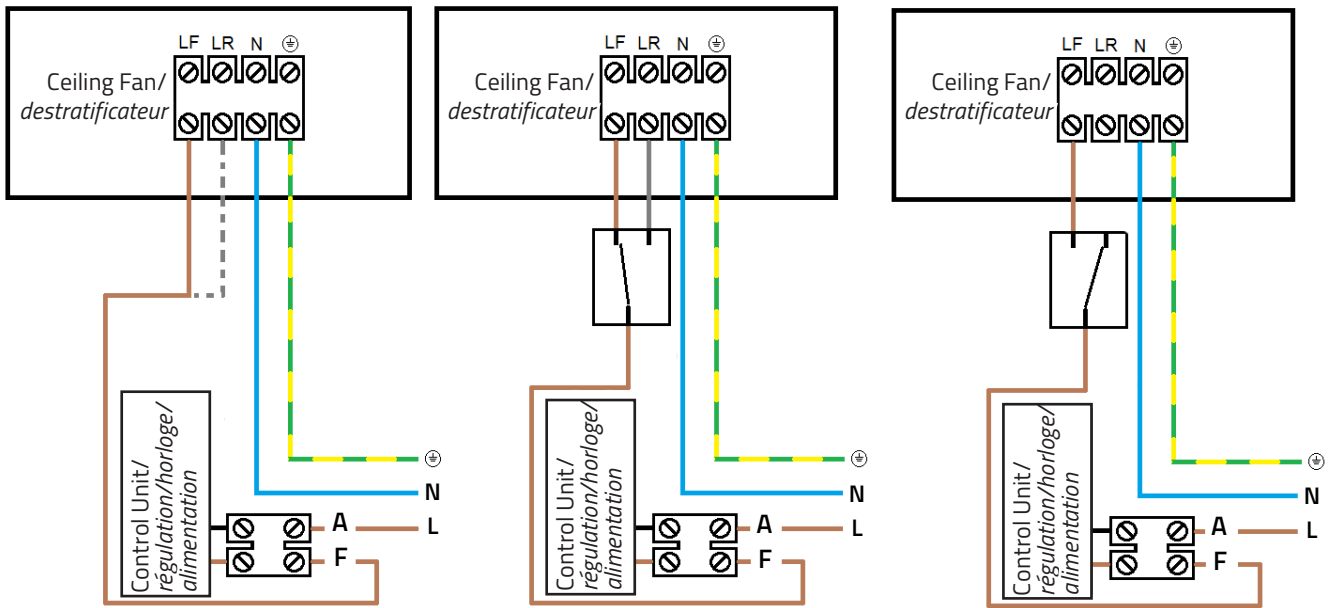 LF LR N ⏚
Ceiling Fan/
destratificateur
Control Unit/
régulation/horloge/
alimentation
⏚
N
A L
F
LF LR N ⏚
Ceiling Fan/
destratificateur
Control Unit/
régulation/horloge/
alimentation
⏚
N
A L
F
LF LR N ⏚
Ceiling Fan/
destratificateur
Control Unit/
régulation/horloge/
alimentation
⏚
N
A L
F